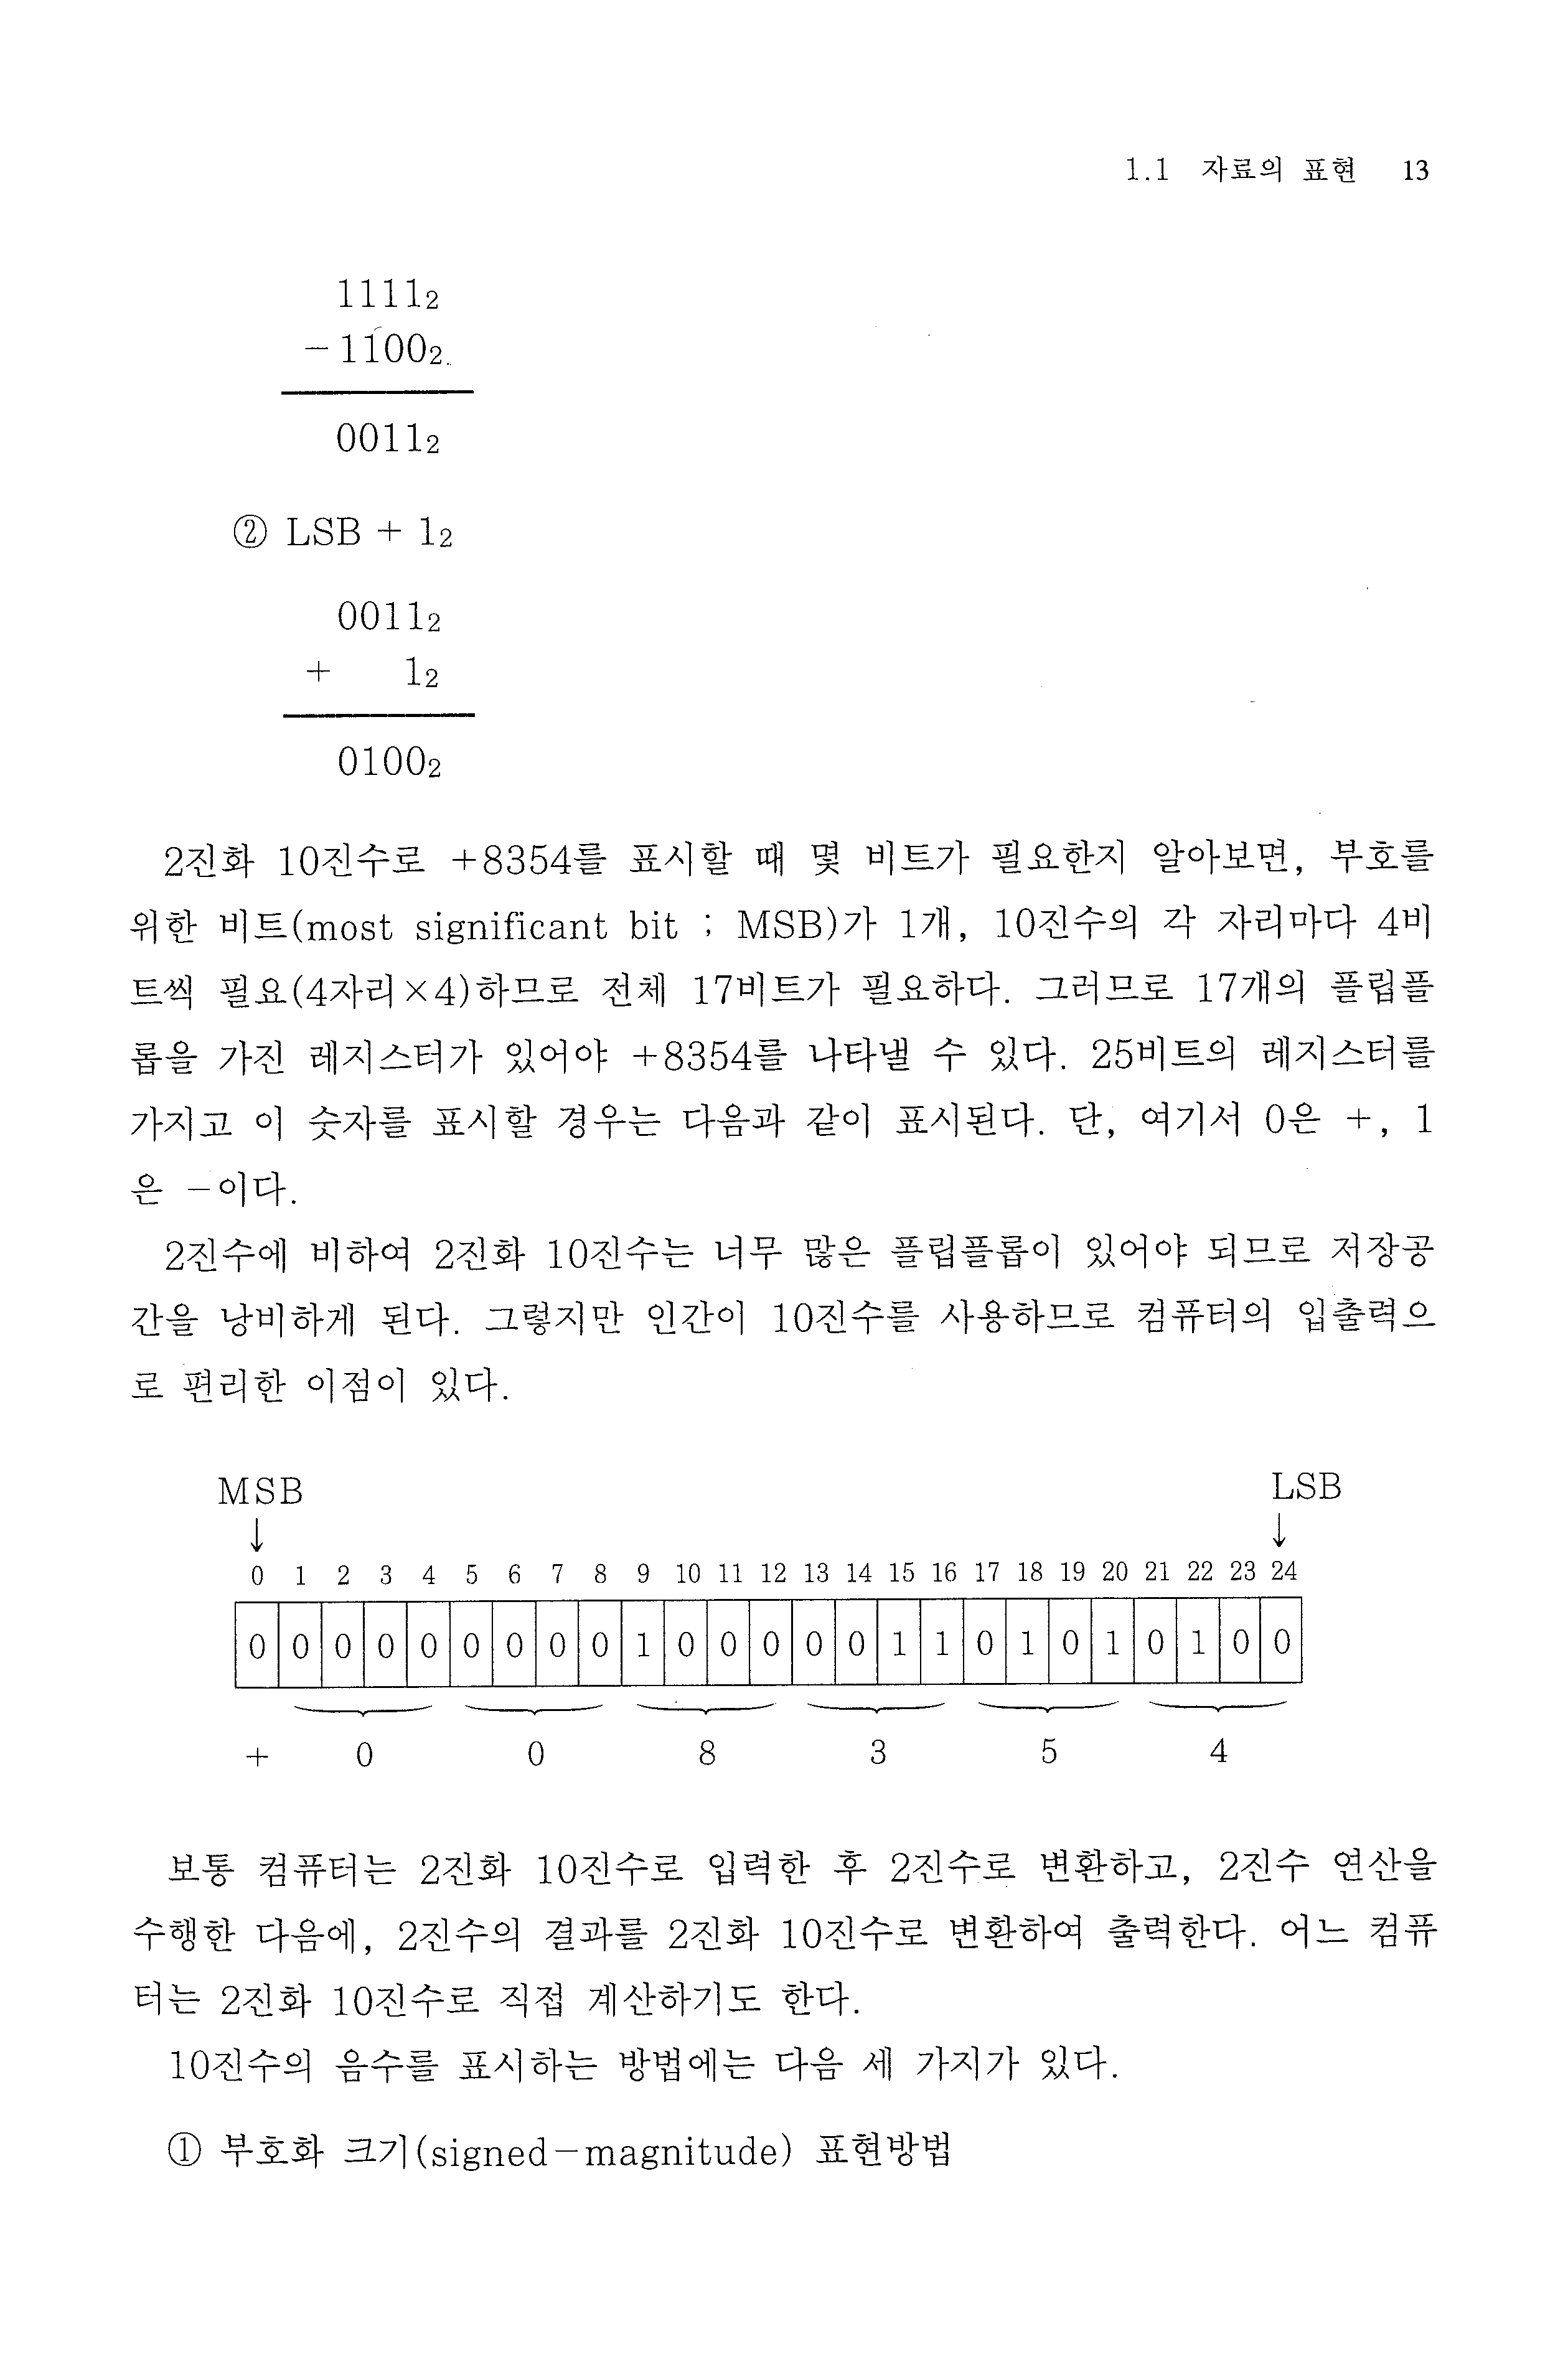 1.1 자료의 표현 13
1111₂
－1100₂
0011₂
② LSB + 1₂
0011₂
+ 1₂
0100₂
2진화 10진수로 +8354를 표시할 때 몇 비트가 필요한지 알아보면, 부호를
위한 비트(most significant bit ; MSB)가 1개, 10진수의 각 자리마다 4비
트씩 필요(4자리×4)하므로 전체 17비트가 필요하다. 그러므로 17개의 플립플
롭을 가진 레지스터가 있어야 +8354를 나타낼 수 있다. 25비트의 레지스터를
가지고 이 숫자를 표시할 경우는 다음과 같이 표시된다. 단, 여기서 0은 +, 1
은 －이다.
2진수에 비하여 2진화 10진수는 너무 많은 플립플롭이 있어야 되므로 저장공
간을 낭비하게 된다. 그렇지만 인간이 10진수를 사용하므로 컴퓨터의 입출력으
로 편리한 이점이 있다.
MSB LSB
↓ ↓
0 1 2 3 4 5 6 7 8 9 10 11 12 13 14 15 16 17 18 19 20 21 22 23 24
0 0 0 0 0 0 0 0 0 1 0 0 0 0 0 1 1 0 1 0 1 0 1 0 0
+ 0 0 8 3 5 4
보통 컴퓨터는 2진화 10진수로 입력한 후 2진수로 변환하고, 2진수 연산을
수행한 다음에, 2진수의 결과를 2진화 10진수로 변환하여 출력한다. 어느 컴퓨
터는 2진화 10진수로 직접 계산하기도 한다.
10진수의 음수를 표시하는 방법에는 다음 세 가지가 있다.
① 부호화 크기(signed－magnitude) 표현방법